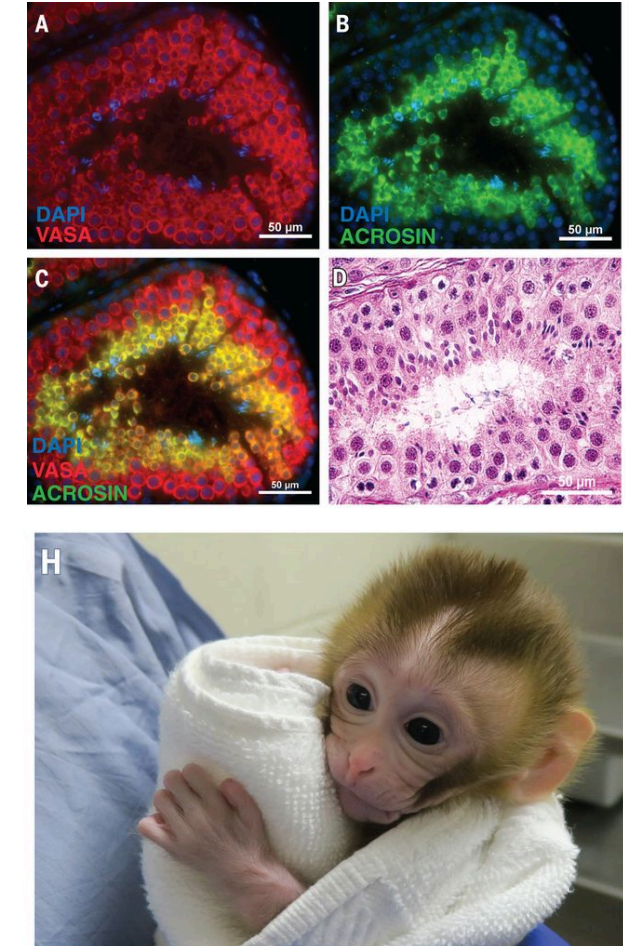 A
DAPI
VASA
50 µm
B
DAPI
ACROSIN
50 µm
C
DAPI
VASA
ACROSIN
50 µm
D
50 µm
H